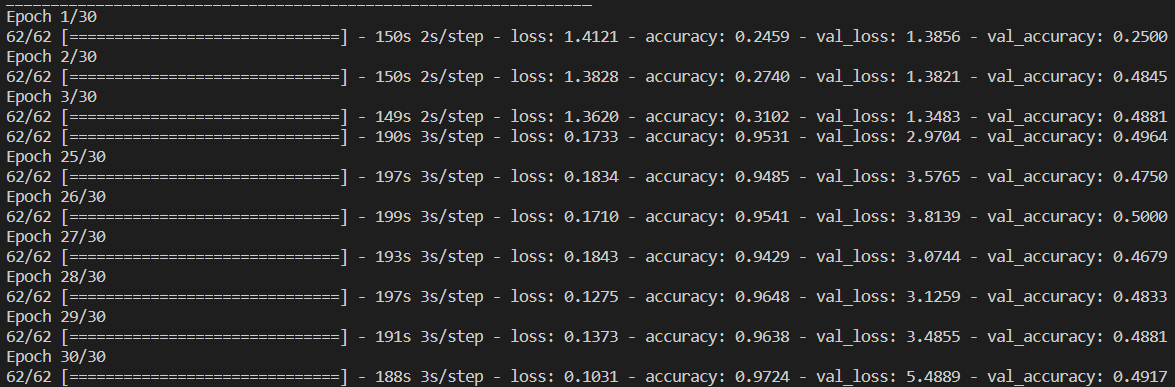 Epoch 1/30
62/62 [==============================] - 150s 2s/step - loss: 1.4121 - accuracy: 0.2459 - val_loss: 1.3856 - val_accuracy: 0.2500
Epoch 2/30
62/62 [==============================] - 150s 2s/step - loss: 1.3828 - accuracy: 0.2740 - val_loss: 1.3821 - val_accuracy: 0.4845
Epoch 3/30
62/62 [==============================] - 149s 2s/step - loss: 1.3620 - accuracy: 0.3102 - val_loss: 1.3483 - val_accuracy: 0.4881
62/62 [==============================] - 190s 3s/step - loss: 0.1733 - accuracy: 0.9531 - val_loss: 2.9704 - val_accuracy: 0.4964
Epoch 25/30
62/62 [==============================] - 197s 3s/step - loss: 0.1834 - accuracy: 0.9485 - val_loss: 3.5765 - val_accuracy: 0.4750
Epoch 26/30
62/62 [==============================] - 199s 3s/step - loss: 0.1710 - accuracy: 0.9541 - val_loss: 3.8139 - val_accuracy: 0.5000
Epoch 27/30
62/62 [==============================] - 193s 3s/step - loss: 0.1843 - accuracy: 0.9429 - val_loss: 3.0744 - val_accuracy: 0.4679
Epoch 28/30
62/62 [==============================] - 197s 3s/step - loss: 0.1275 - accuracy: 0.9648 - val_loss: 3.1259 - val_accuracy: 0.4833
Epoch 29/30
62/62 [==============================] - 191s 3s/step - loss: 0.1373 - accuracy: 0.9638 - val_loss: 3.4855 - val_accuracy: 0.4881
Epoch 30/30
62/62 [==============================] - 188s 3s/step - loss: 0.1031 - accuracy: 0.9724 - val_loss: 5.4889 - val_accuracy: 0.4917